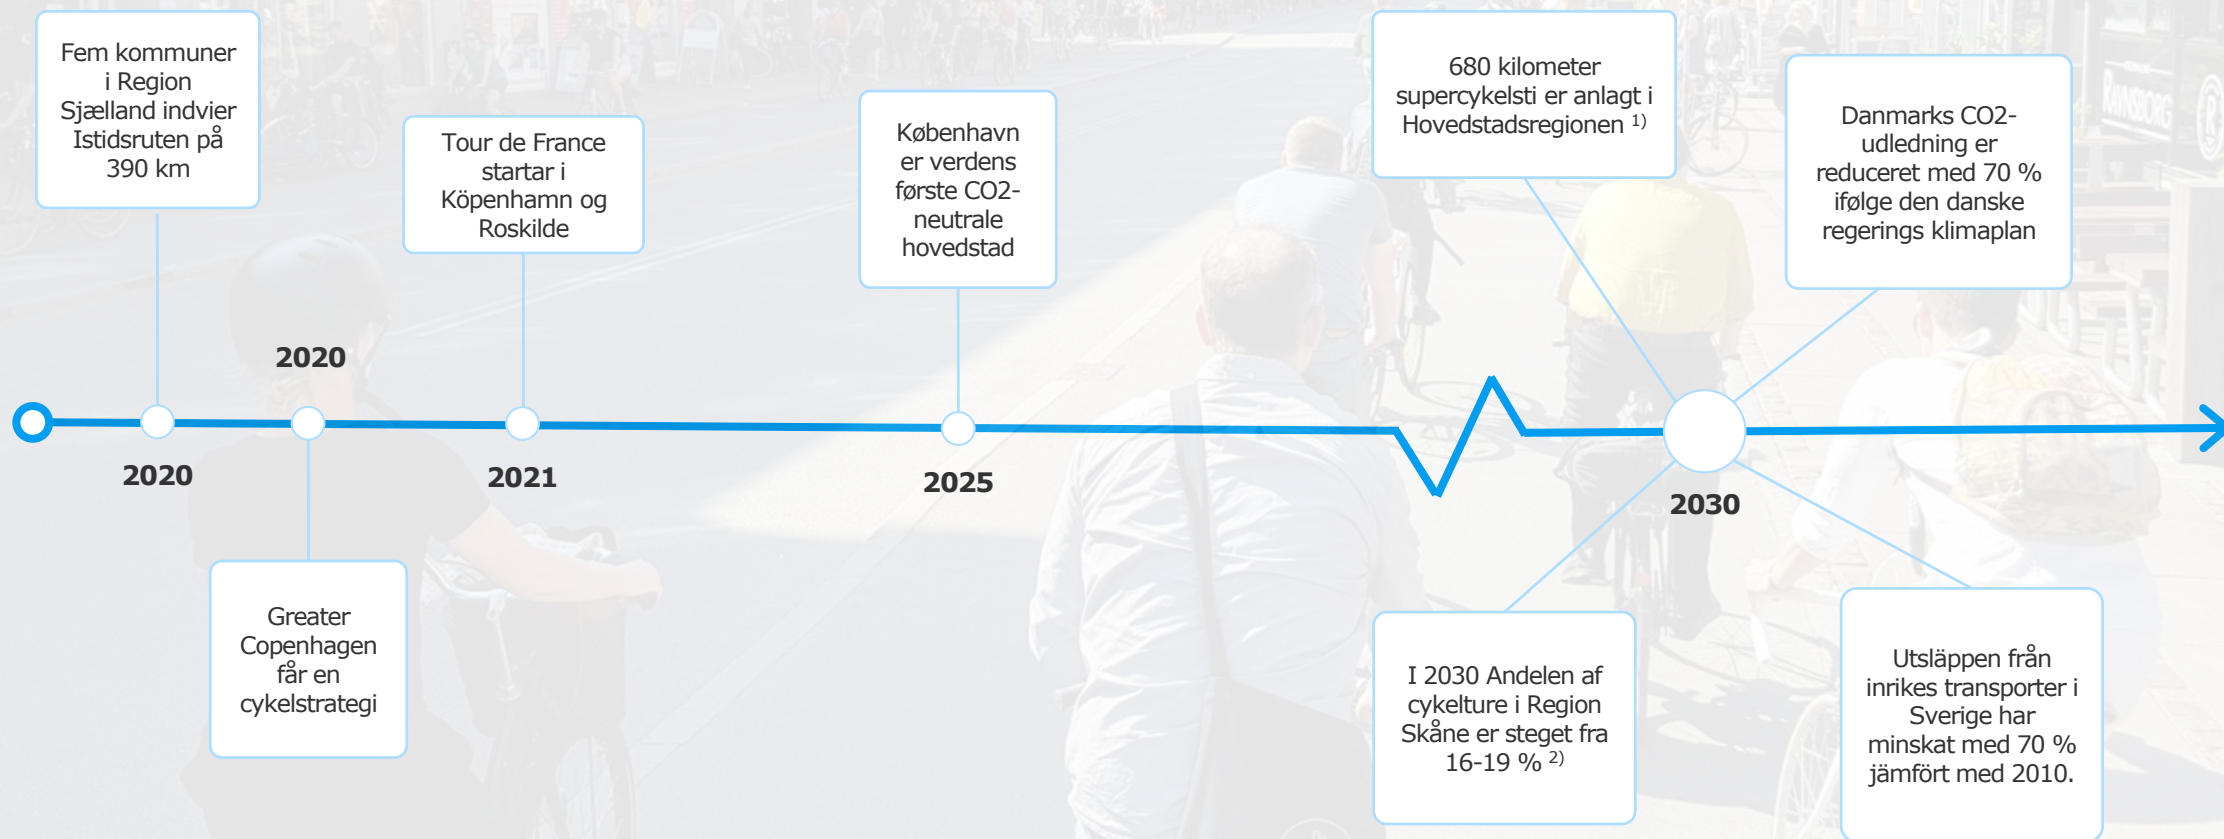 Fem kommuner
i Region
Sjælland indvier
Istidsruten på
390 km
2020
2020
Greater
Copenhagen
får en
cykelstrategi
Tour de France
startar i
Köpenhamn og
Roskilde
2021
København
er verdens
første CO2-
neutrale
hovedstad
2025
680 kilometer
supercykelsti er anlagt i
Hovedstadsregionen 1)
Danmarks CO2-
udledning er
reduceret med 70 %
ifølge den danske
regerings klimaplan
2030
I 2030 Andelen af
cykelture i Region
Skåne er steget fra
16-19 % 2)
Utsläppen från
inrikes transporter i
Sverige har
minskat med 70 %
jämfört med 2010.
RAVNSBORG